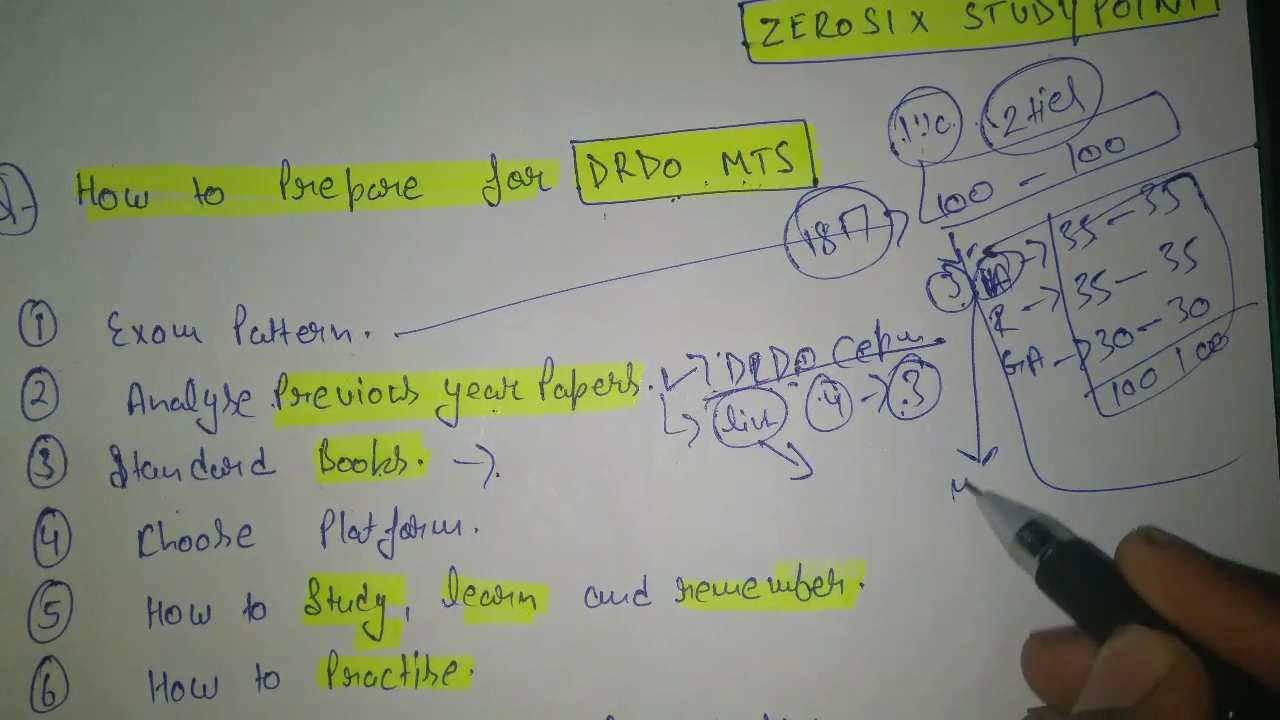 ZEROSIX STUDY POINT
How to Prepare for DRDO MTS
2 tier
100 - 100
35 - 35
R → 35 - 35
GA → 30 - 30
100 100
① Exam Pattern.
② Analyse Previous year Papers. → DRDO Ceptam
④ → ③
③ Standard Books. →
④ Choose Platform.
⑤ How to Study, learn and remember.
⑥ How to Practise.